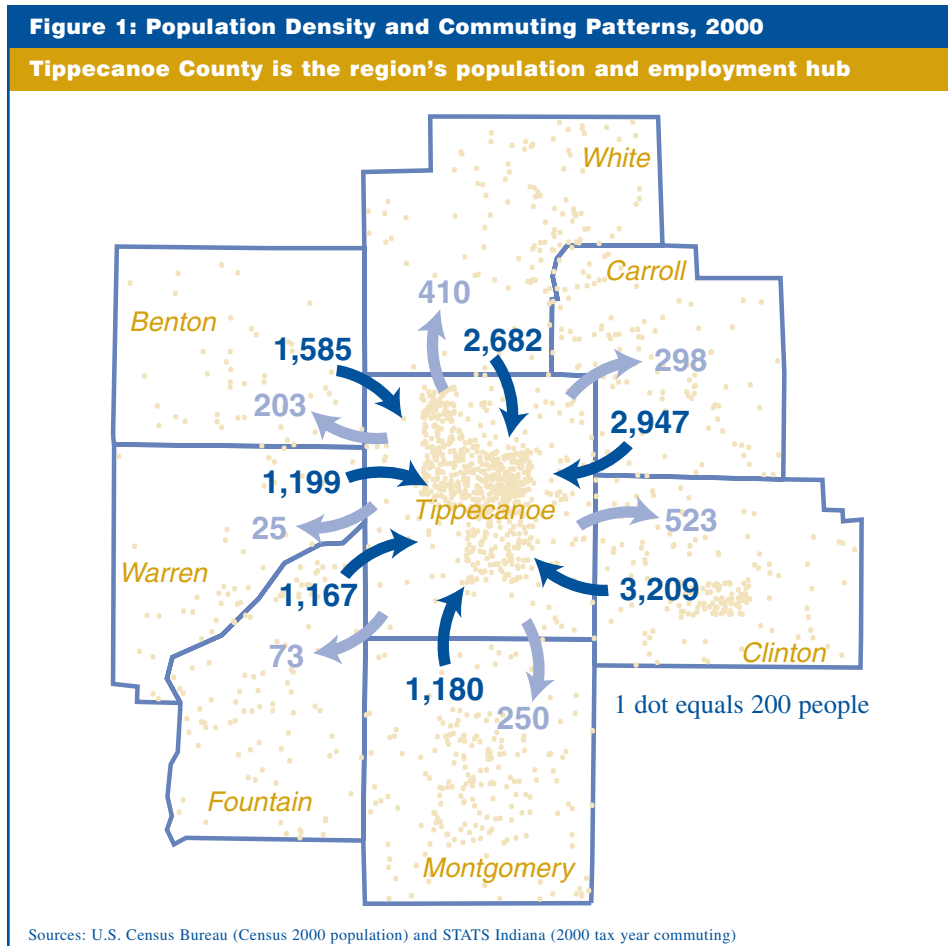 Figure 1: Population Density and Commuting Patterns, 2000
Tippecanoe County is the region's population and employment hub
White
Carroll
410
Benton
1,585
2,682
298
203
2,947
1,199
Tippecanoe
25
523
Warren
1,167
3,209
73
Clinton
1,180
250
1 dot equals 200 people
Fountain
Montgomery
Sources: U.S. Census Bureau (Census 2000 population) and STATS Indiana (2000 tax year commuting)